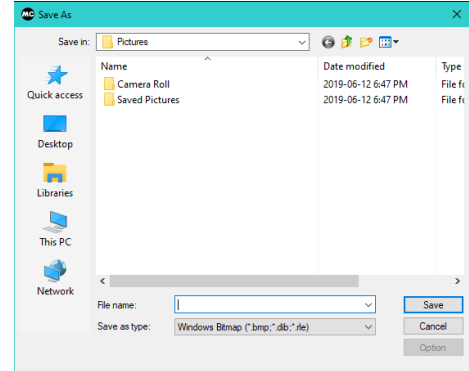 MC Save As
Save in: Pictures
Name Date modified Type
Camera Roll 2019-06-12 6:47 PM File fo
Saved Pictures 2019-06-12 6:47 PM File fo
Quick access
Desktop
Libraries
This PC
Network
File name: Save
Save as type: Windows Bitmap (*.bmp;*.dib;*.rle) Cancel
Option